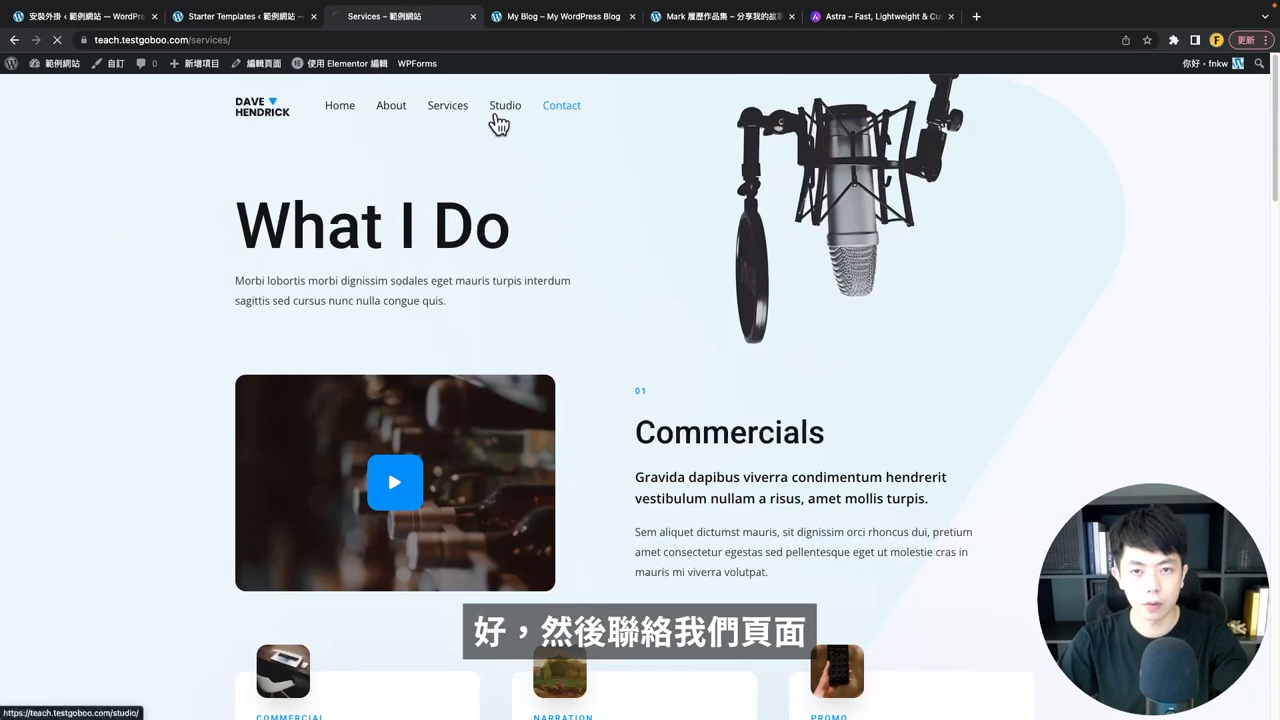 安裝外掛 ‹ 範例網站 — WordPr
Starter Templates ‹ 範例網站 —
Services – 範例網站
My Blog – My WordPress Blog
Mark 履歷作品集 – 分享我的故事
Astra – Fast, Lightweight & Cu
teach.testgoboo.com/services/
F
更新
範例網站
自訂
0
新增項目
編輯頁面
使用 Elementor 編輯
WPForms
你好，fnkw
DAVE
HENDRICK
Home
About
Services
Studio
Contact
What I Do
Morbi lobortis morbi dignissim sodales eget mauris turpis interdum
sagittis sed cursus nunc nulla congue quis.
01
Commercials
Gravida dapibus viverra condimentum hendrerit
vestibulum nullam a risus, amet mollis turpis.
Sem aliquet dictumst mauris, sit dignissim orci rhoncus dui, pretium
amet consectetur egestas sed pellentesque eget ut molestie cras in
mauris mi viverra volutpat.
好，然後聯絡我們頁面
COMMERCIAL
NARRATION
PROMO
https://teach.testgoboo.com/studio/